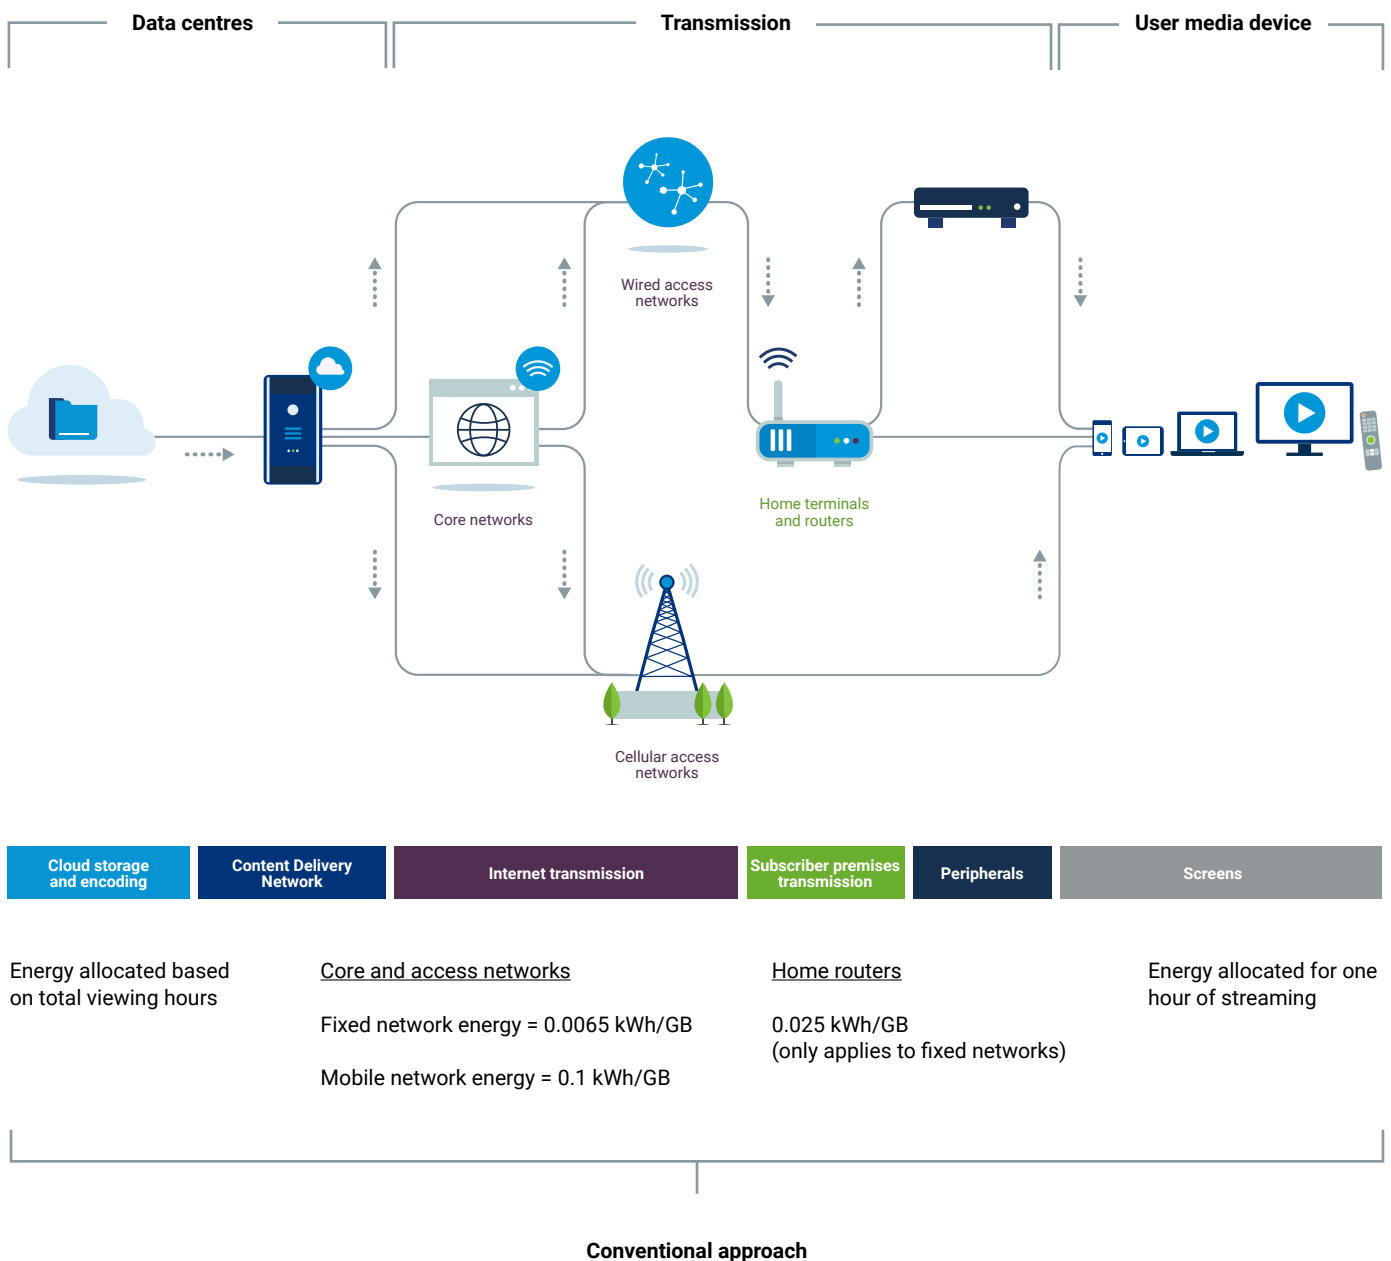 Data centres
Transmission
User media device
Wired access
networks
Core networks
Home terminals
and routers
Cellular access
networks
Cloud storage
and encoding
Content Delivery
Network
Internet transmission
Subscriber premises
transmission
Peripherals
Screens
Energy allocated based
on total viewing hours
Core and access networks
Fixed network energy = 0.0065 kWh/GB
Mobile network energy = 0.1 kWh/GB
Home routers
0.025 kWh/GB
(only applies to fixed networks)
Energy allocated for one
hour of streaming
Conventional approach